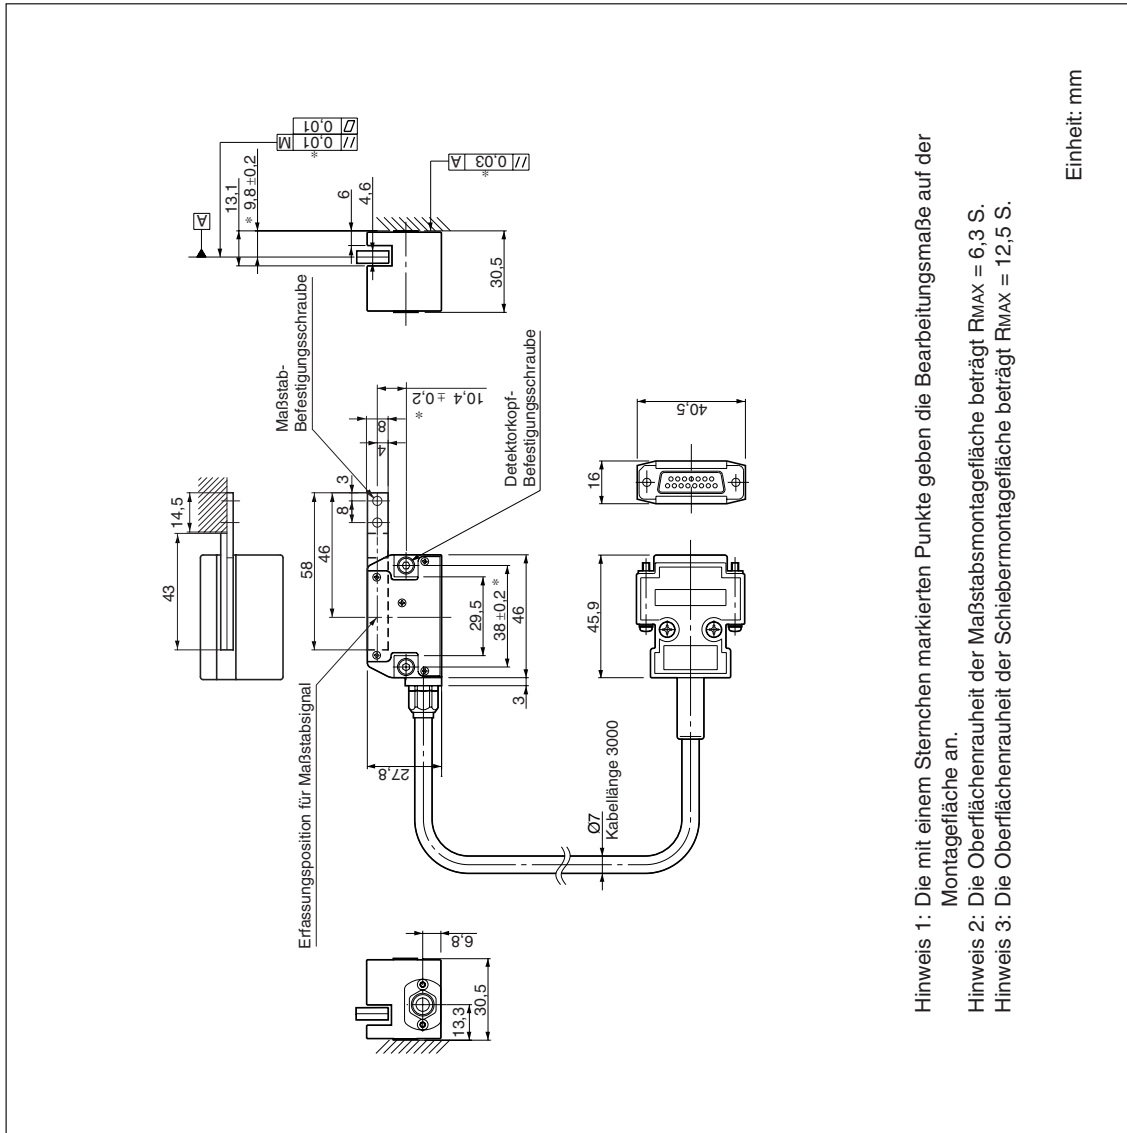 0,01
// 0,01 M
*
// 0,03 A
*
A
13,1
* 9,8 ±0,2
6
4,6
30,5
Maßstab-
Befestigungsschraube
10,4 ± 0,2
*
8
4
Detektorkopf-
Befestigungsschraube
14,5
43
3
8
58
46
29,5
38 ±0,2 *
46
3
27,8
Erfassungsposition für Maßstabsignal
40,5
16
45,9
Ø7
Kabellänge 3000
6,8
13,3
30,5
Hinweis 1: Die mit einem Sternchen markierten Punkte geben die Bearbeitungsmaße auf der
Montagefläche an.
Hinweis 2: Die Oberflächenrauheit der Maßstabsmontagefläche beträgt RMAX = 6,3 S.
Hinweis 3: Die Oberflächenrauheit der Schiebermontagefläche beträgt RMAX = 12,5 S.
Einheit: mm